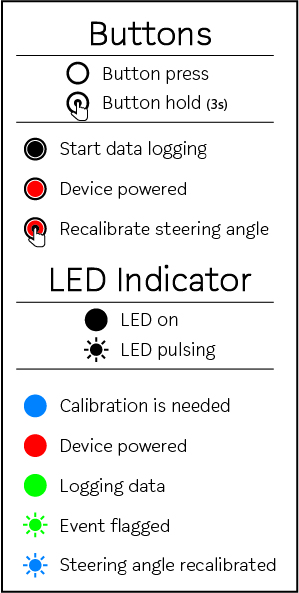 Buttons
Button press
Button hold (3s)
Start data logging
Device powered
Recalibrate steering angle
LED Indicator
LED on
LED pulsing
Calibration is needed
Device powered
Logging data
Event flagged
Steering angle recalibrated